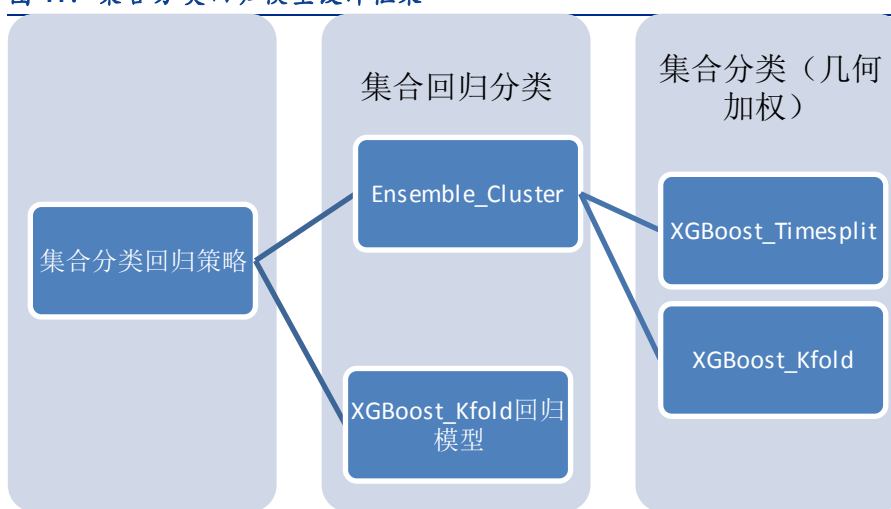 集合回归分类
集合分类（几何
加权）
Ensemble_Cluster
XGBoost_Timesplit
集合分类回归策略
XGBoost_Kfold
XGBoost_Kfold回归
模型